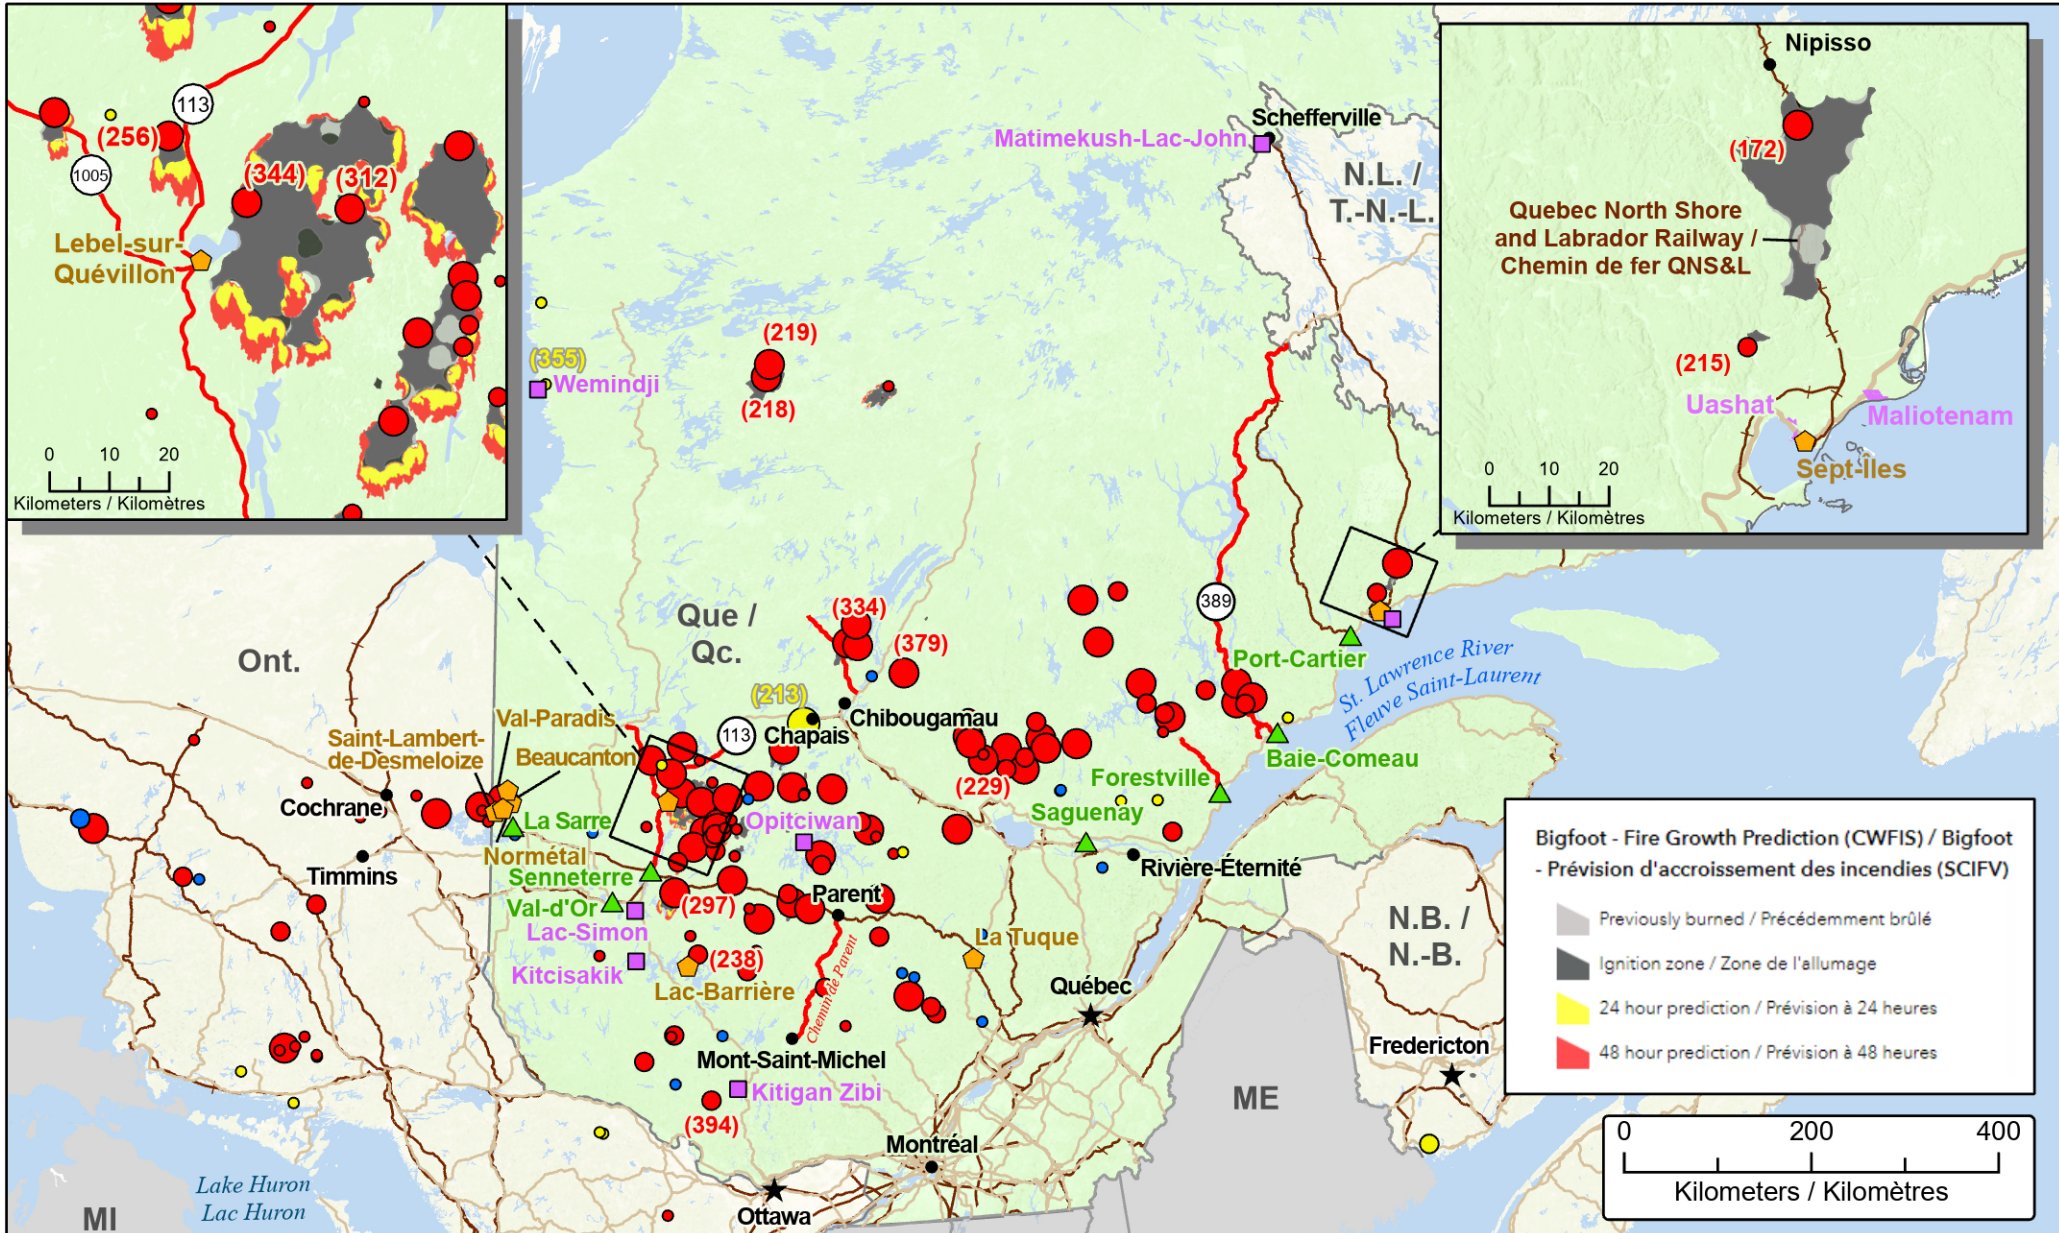 113
(256)
1005
(344)
(312)
Lebel-sur-
Quévillon
0 10 20
Kilometers / Kilomètres
Nipisso
(172)
Quebec North Shore
and Labrador Railway /
Chemin de fer QNS&L
(215)
Uashat
Maliotenam
Sept-Îles
0 10 20
Kilometers / Kilomètres
Schefferville
Matimekush-Lac-John
N.L. /
T.-N.-L.
(219)
(355)
Wemindji
(218)
389
Que /
Qc.
(334)
(379)
Ont.
Port-Cartier
St. Lawrence River
Fleuve Saint-Laurent
(213)
Val-Paradis
Chibougamau
113
Chapais
Saint-Lambert-
de-Desmeloize
Beaucanton
Baie-Comeau
Forestville
(229)
Cochrane
Saguenay
La Sarre
Opitciwan
Normétal
Timmins
Senneterre
Rivière-Éternité
Parent
Val-d'Or
(297)
Lac-Simon
La Tuque
N.B. /
N.-B.
Kitcisakik
(238)
Lac-Barrière
Chemin de Parent
Québec
Mont-Saint-Michel
Fredericton
Kitigan Zibi
ME
(394)
Montréal
Lake Huron
Lac Huron
MI
Ottawa
Bigfoot - Fire Growth Prediction (CWFIS) / Bigfoot
- Prévision d'accroissement des incendies (SCIFV)
Previously burned / Précédemment brûlé
Ignition zone / Zone de l'allumage
24 hour prediction / Prévision à 24 heures
48 hour prediction / Prévision à 48 heures
0 200 400
Kilometers / Kilomètres